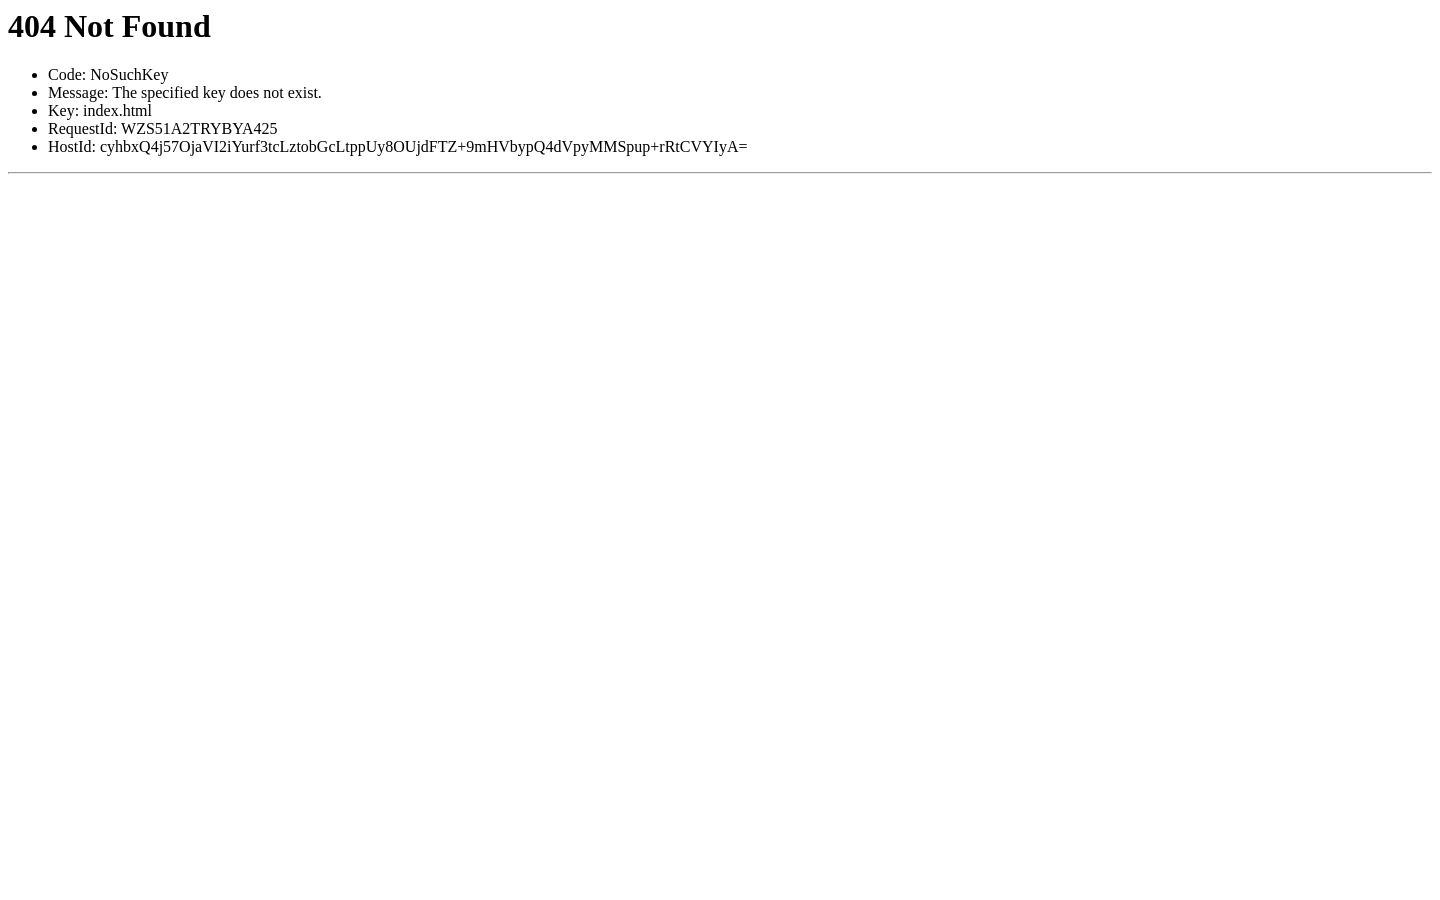 404 Not Found
Code: NoSuchKey
Message: The specified key does not exist.
Key: index.html
RequestId: WZS51A2TRYBYA425
HostId: cyhbxQ4j57OjaVI2iYurf3tcLztobGcLtppUy8OUjdFTZ+9mHVbypQ4dVpyMMSpup+rRtCVYIyA=